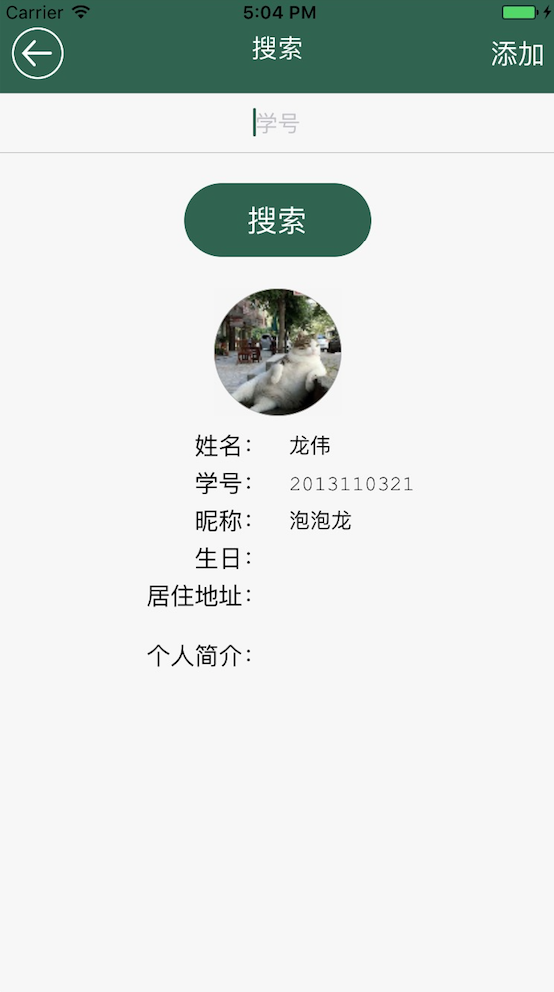 Carrier 5:04 PM
搜索 添加
学号
搜索
姓名： 龙伟
学号： 2013110321
昵称： 泡泡龙
生日：
居住地址：
个人简介：